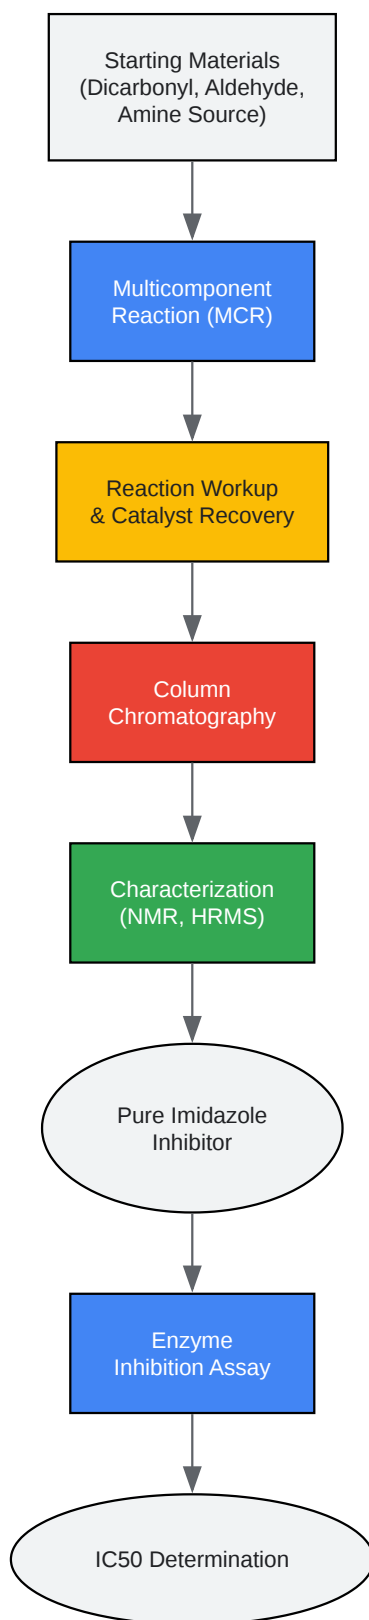 Starting Materials
(Dicarbonyl, Aldehyde,
Amine Source)
Multicomponent
Reaction (MCR)
Reaction Workup
& Catalyst Recovery
Column
Chromatography
Characterization
(NMR, HRMS)
Pure Imidazole
Inhibitor
Enzyme
Inhibition Assay
IC50 Determination